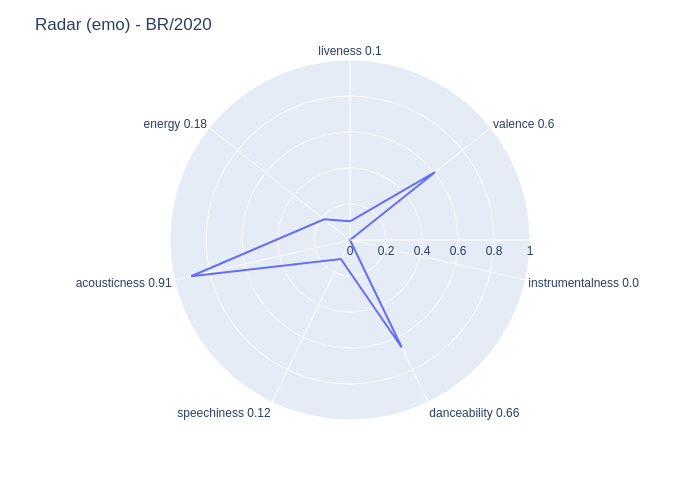 Radar (emo) - BR/2020
liveness 0.1
energy 0.18
valence 0.6
0 0.2 0.4 0.6 0.8 1
acousticness 0.91
instrumentalness 0.0
speechiness 0.12
danceability 0.66